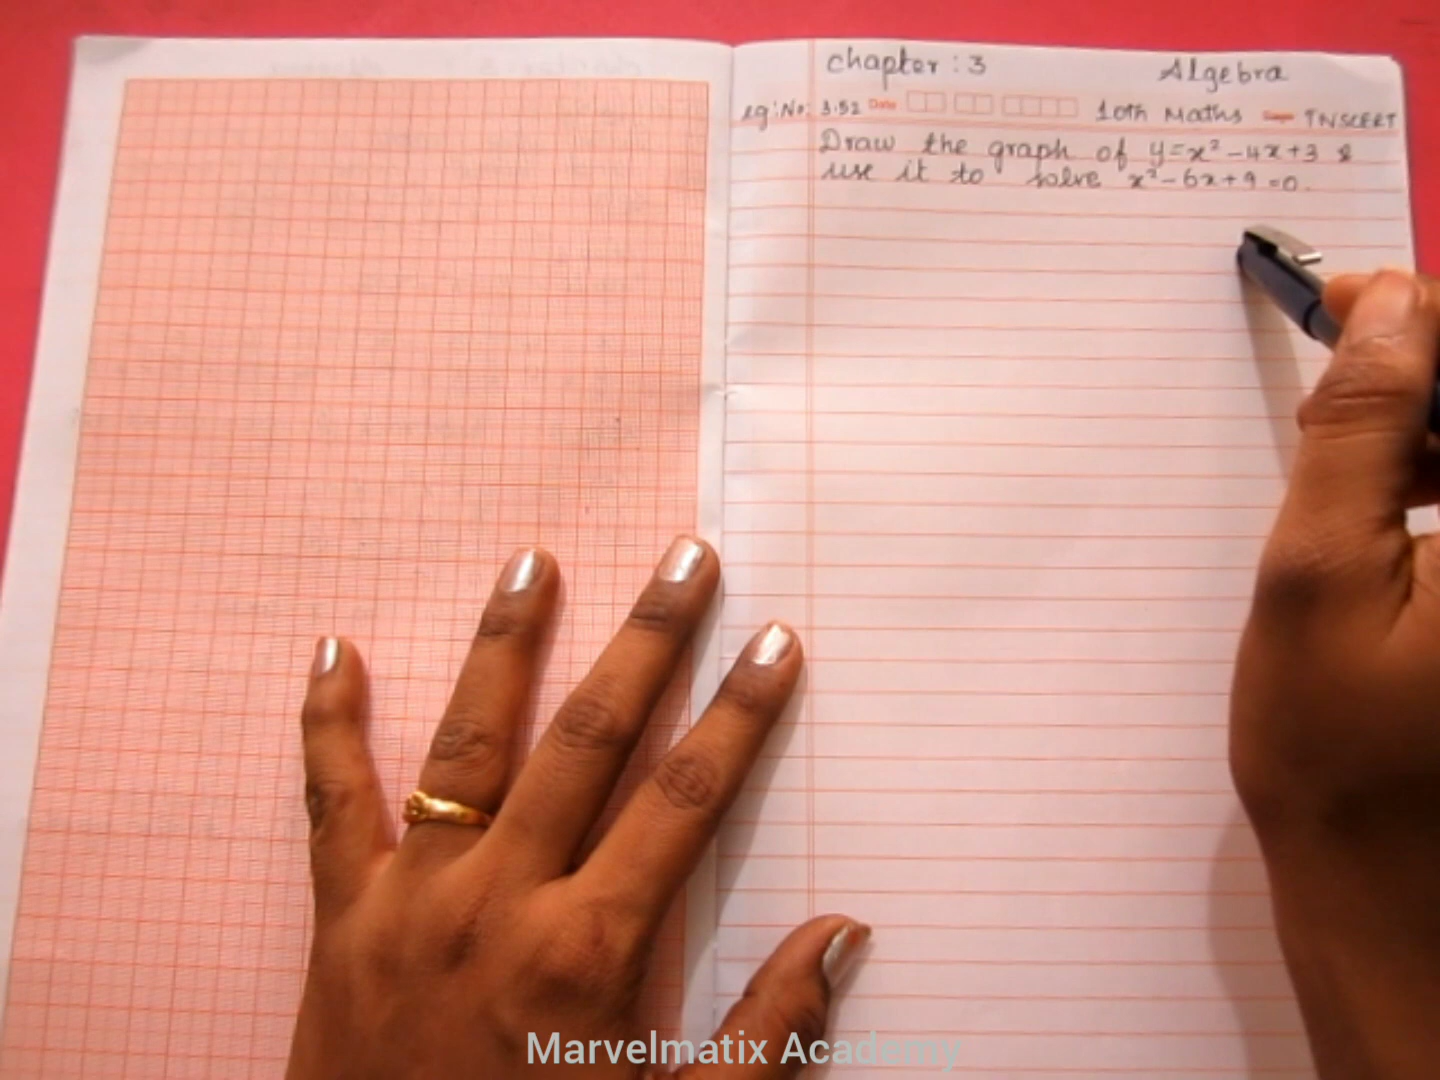 chapter : 3 Algebra
eg:No: 3.52 Date 10th Maths TNSCERT
Draw the graph of y=x²-4x+3 &
use it to solve x²-6x+9=0.
Marvelmatix Academy